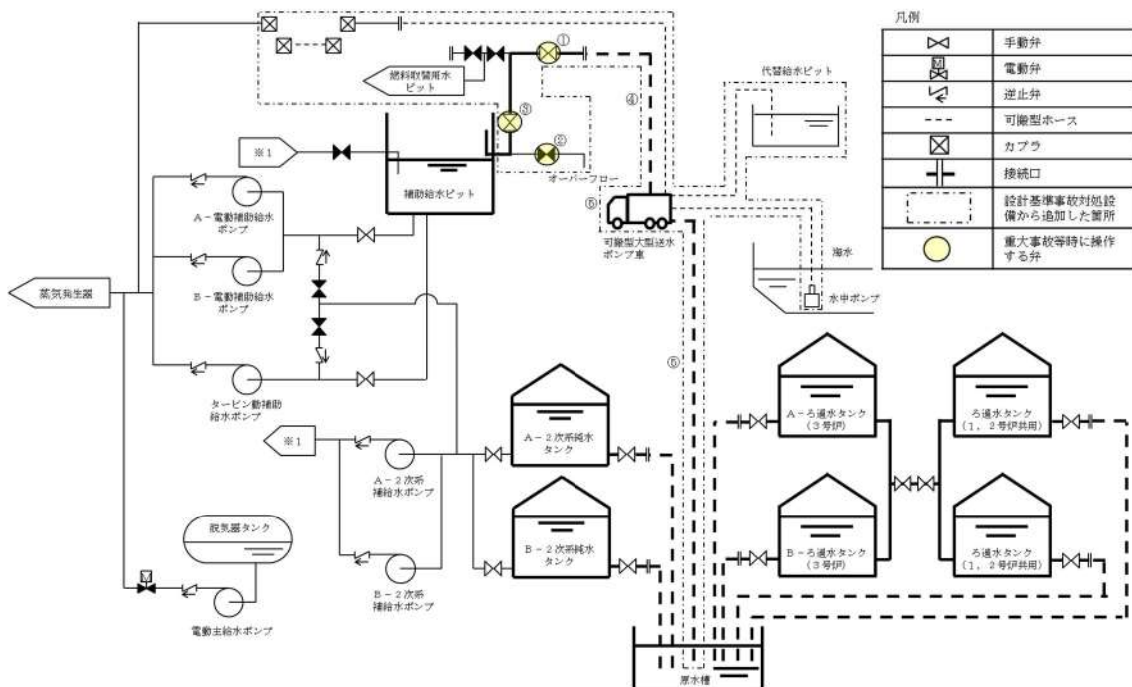 凡例
手動弁
M
電動弁
逆止弁
可搬型ホース
カプラ
接続口
設計基準事故対処設
備から追加した箇所
重大事故等時に操作
する弁
①
燃料取替用水
ピット
③
②
オーバーフロー
④
代替給水ピット
※1
補助給水ピット
⑤
可搬型大型送水
ポンプ車
海水
水中ポンプ
A-電動補助給水
ポンプ
B-電動補助給水
ポンプ
蒸気発生器
タービン動補助
給水ポンプ
⑤
※1
A-2次系
補給水ポンプ
B-2次系
補給水ポンプ
A-2次系純水
タンク
B-2次系純水
タンク
A-ろ過水タンク
(3号炉)
ろ過水タンク
(1,2号炉共用)
B-ろ過水タンク
(3号炉)
ろ過水タンク
(1,2号炉共用)
脱気器タンク
M
電動主給水ポンプ
原水槽